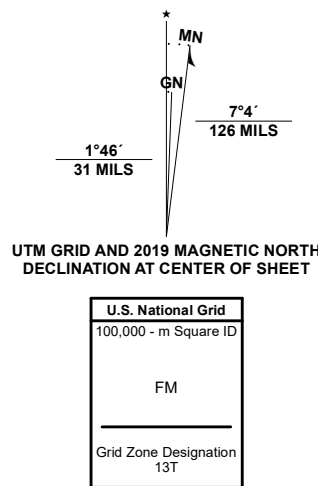 ★
MN
GN
7°4´
126 MILS
1°46´
31 MILS
UTM GRID AND 2019 MAGNETIC NORTH
DECLINATION AT CENTER OF SHEET
U.S. National Grid
100,000 - m Square ID
FM
Grid Zone Designation
13T